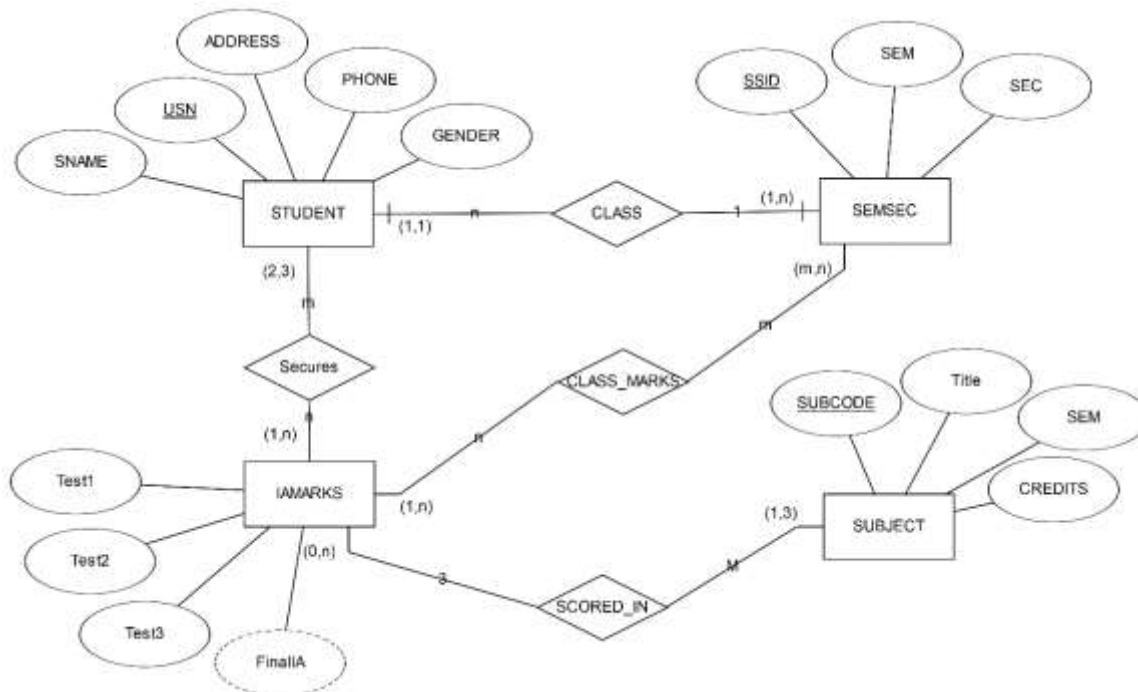 ADDRESS
SEM
PHONE
SSID
SEC
USN
GENDER
SNAME
STUDENT
n
CLASS
1
(1,n)
SEMSEC
(1,1)
(2,3)
(m,n)
m
m
Secures
CLASS_MARKS
Title
SUBCODE
SEM
n
(1,n)
n
Test1
IAMARKS
(1,n)
CREDITS
(1,3)
SUBJECT
Test2
(0,n)
3
M
SCORED_IN
Test3
FinalIA